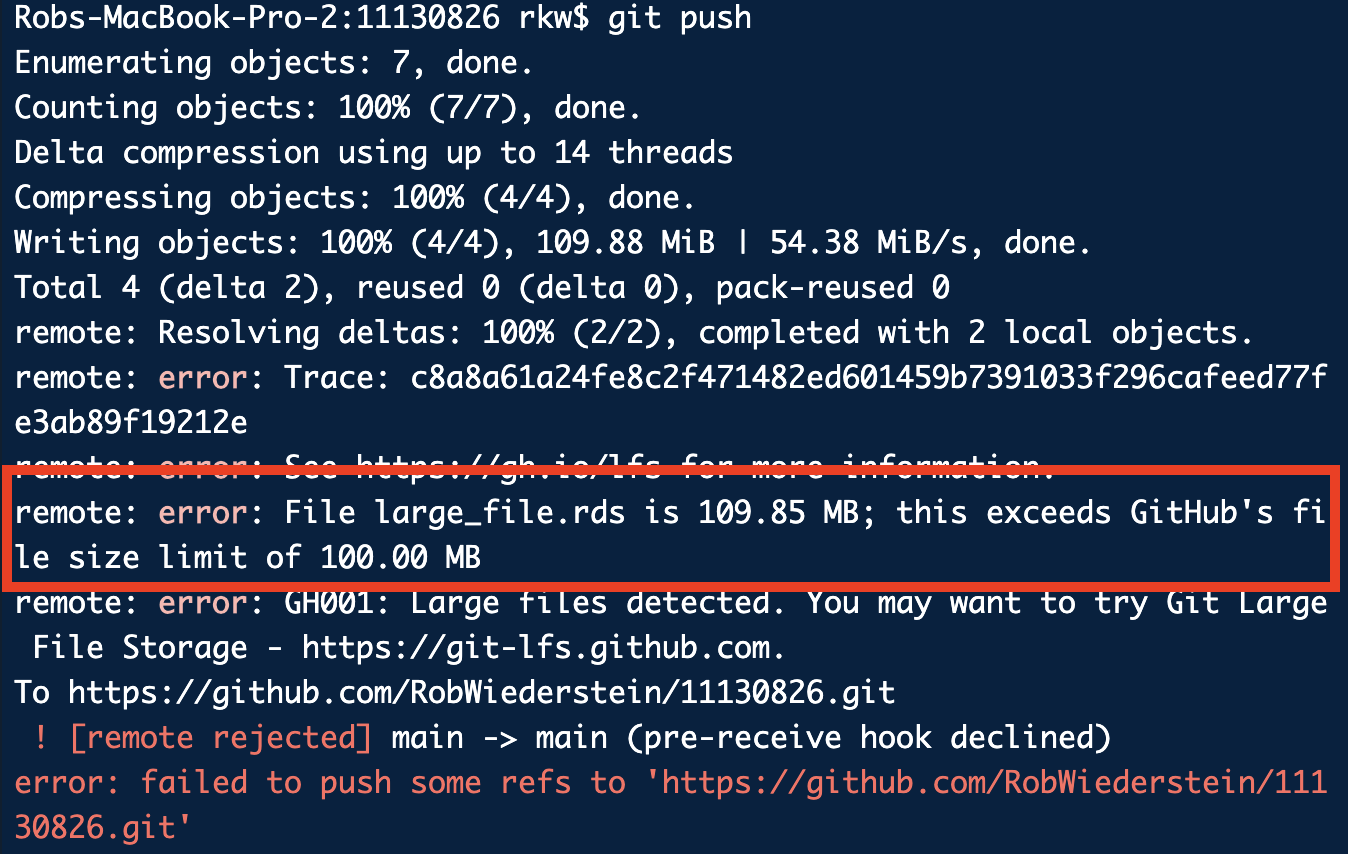 Robs-MacBook-Pro-2:11130826 rkw$ git push
Enumerating objects: 7, done.
Counting objects: 100% (7/7), done.
Delta compression using up to 14 threads
Compressing objects: 100% (4/4), done.
Writing objects: 100% (4/4), 109.88 MiB | 54.38 MiB/s, done.
Total 4 (delta 2), reused 0 (delta 0), pack-reused 0
remote: Resolving deltas: 100% (2/2), completed with 2 local objects.
remote: error: Trace: c8a8a61a24fe8c2f471482ed601459b7391033f296cafeed77f
e3ab89f19212e
remote: error: See https://gh.io/lfs for more information.
remote: error: File large_file.rds is 109.85 MB; this exceeds GitHub's fi
le size limit of 100.00 MB
remote: error: GH001: Large files detected. You may want to try Git Large
 File Storage - https://git-lfs.github.com.
To https://github.com/RobWiederstein/11130826.git
 ! [remote rejected] main -> main (pre-receive hook declined)
error: failed to push some refs to 'https://github.com/RobWiederstein/111
30826.git'